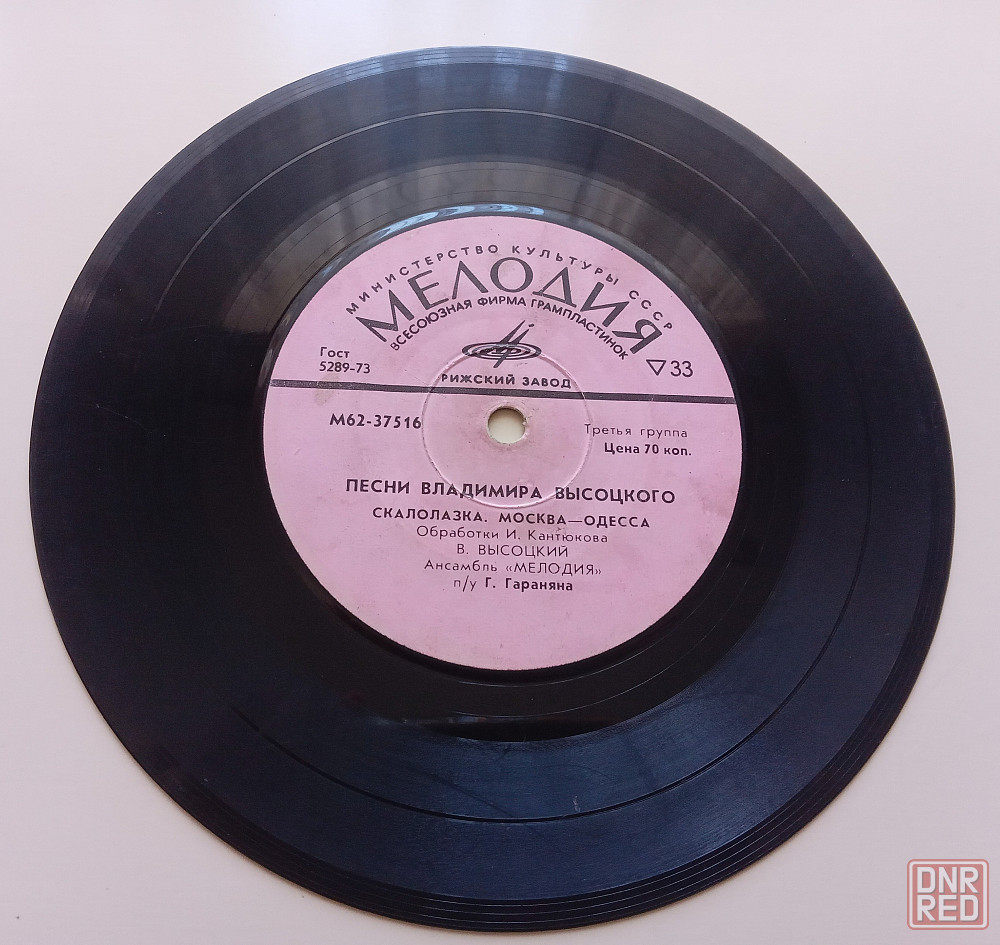 МИНИСТЕРСТВО КУЛЬТУРЫ СССР
МЕЛОДИЯ
ВСЕСОЮЗНАЯ ФИРМА ГРАМПЛАСТИНОК
Гост
5289-73
▽33
РИЖСКИЙ ЗАВОД
М62-37516
Третья группа
Цена 70 коп.
ПЕСНИ ВЛАДИМИРА ВЫСОЦКОГО
СКАЛОЛАЗКА. МОСКВА—ОДЕССА
Обработки И. Кантюкова
В. ВЫСОЦКИЙ
Ансамбль «МЕЛОДИЯ»
п/у Г. Гараняна
DNR
RED